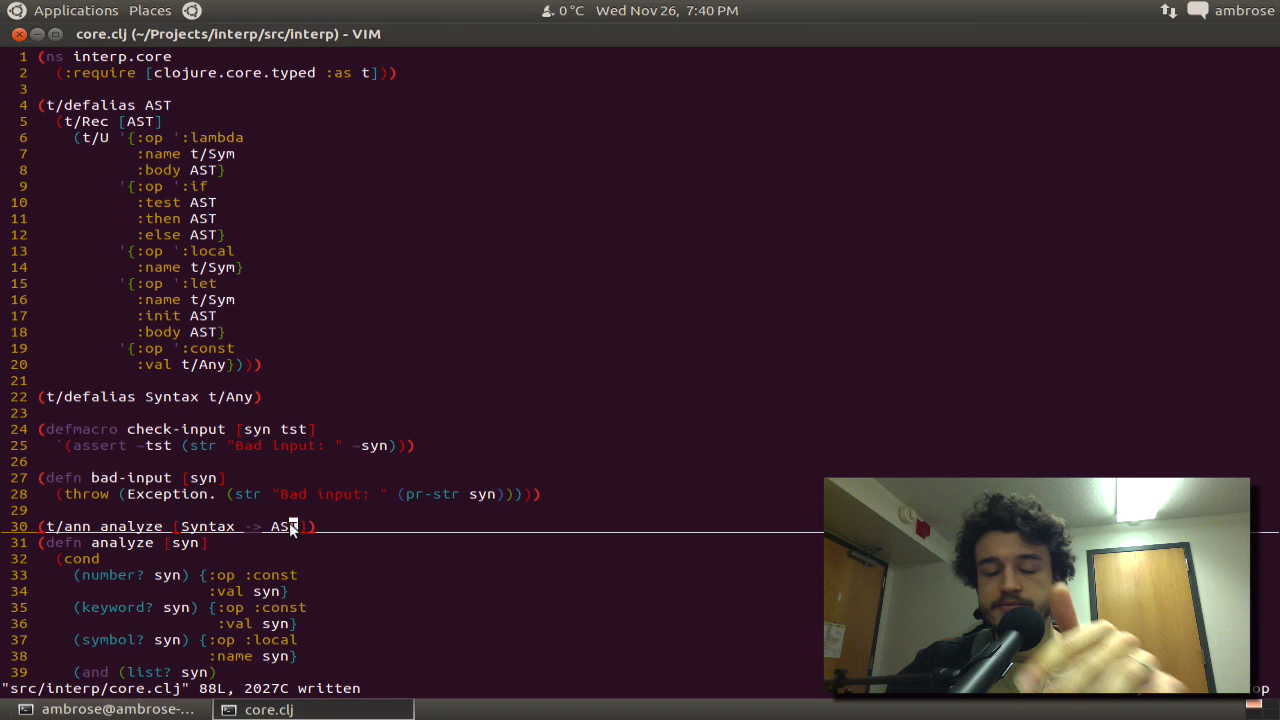 Applications Places 0 °C Wed Nov 26, 7:40 PM ambrose
core.clj (~/Projects/interp/src/interp) - VIM
1 (ns interp.core
2 (:require [clojure.core.typed :as t]))
3
4 (t/defalias AST
5 (t/Rec [AST]
6 (t/U '{:op ':lambda
7 :name t/Sym
8 :body AST}
9 '{:op ':if
10 :test AST
11 :then AST
12 :else AST}
13 '{:op ':local
14 :name t/Sym}
15 '{:op ':let
16 :name t/Sym
17 :init AST
18 :body AST}
19 '{:op ':const
20 :val t/Any})))
21
22 (t/defalias Syntax t/Any)
23
24 (defmacro check-input [syn tst]
25 `(assert ~tst (str "Bad input: " ~syn)))
26
27 (defn bad-input [syn]
28 (throw (Exception. (str "Bad input: " (pr-str syn)))))
29
30 (t/ann analyze [Syntax -> AST])
31 (defn analyze [syn]
32 (cond
33 (number? syn) {:op :const
34 :val syn}
35 (keyword? syn) {:op :const
36 :val syn}
37 (symbol? syn) {:op :local
38 :name syn}
39 (and (list? syn)
"src/interp/core.clj" 88L, 2027C written
ambrose@ambrose-... core.clj